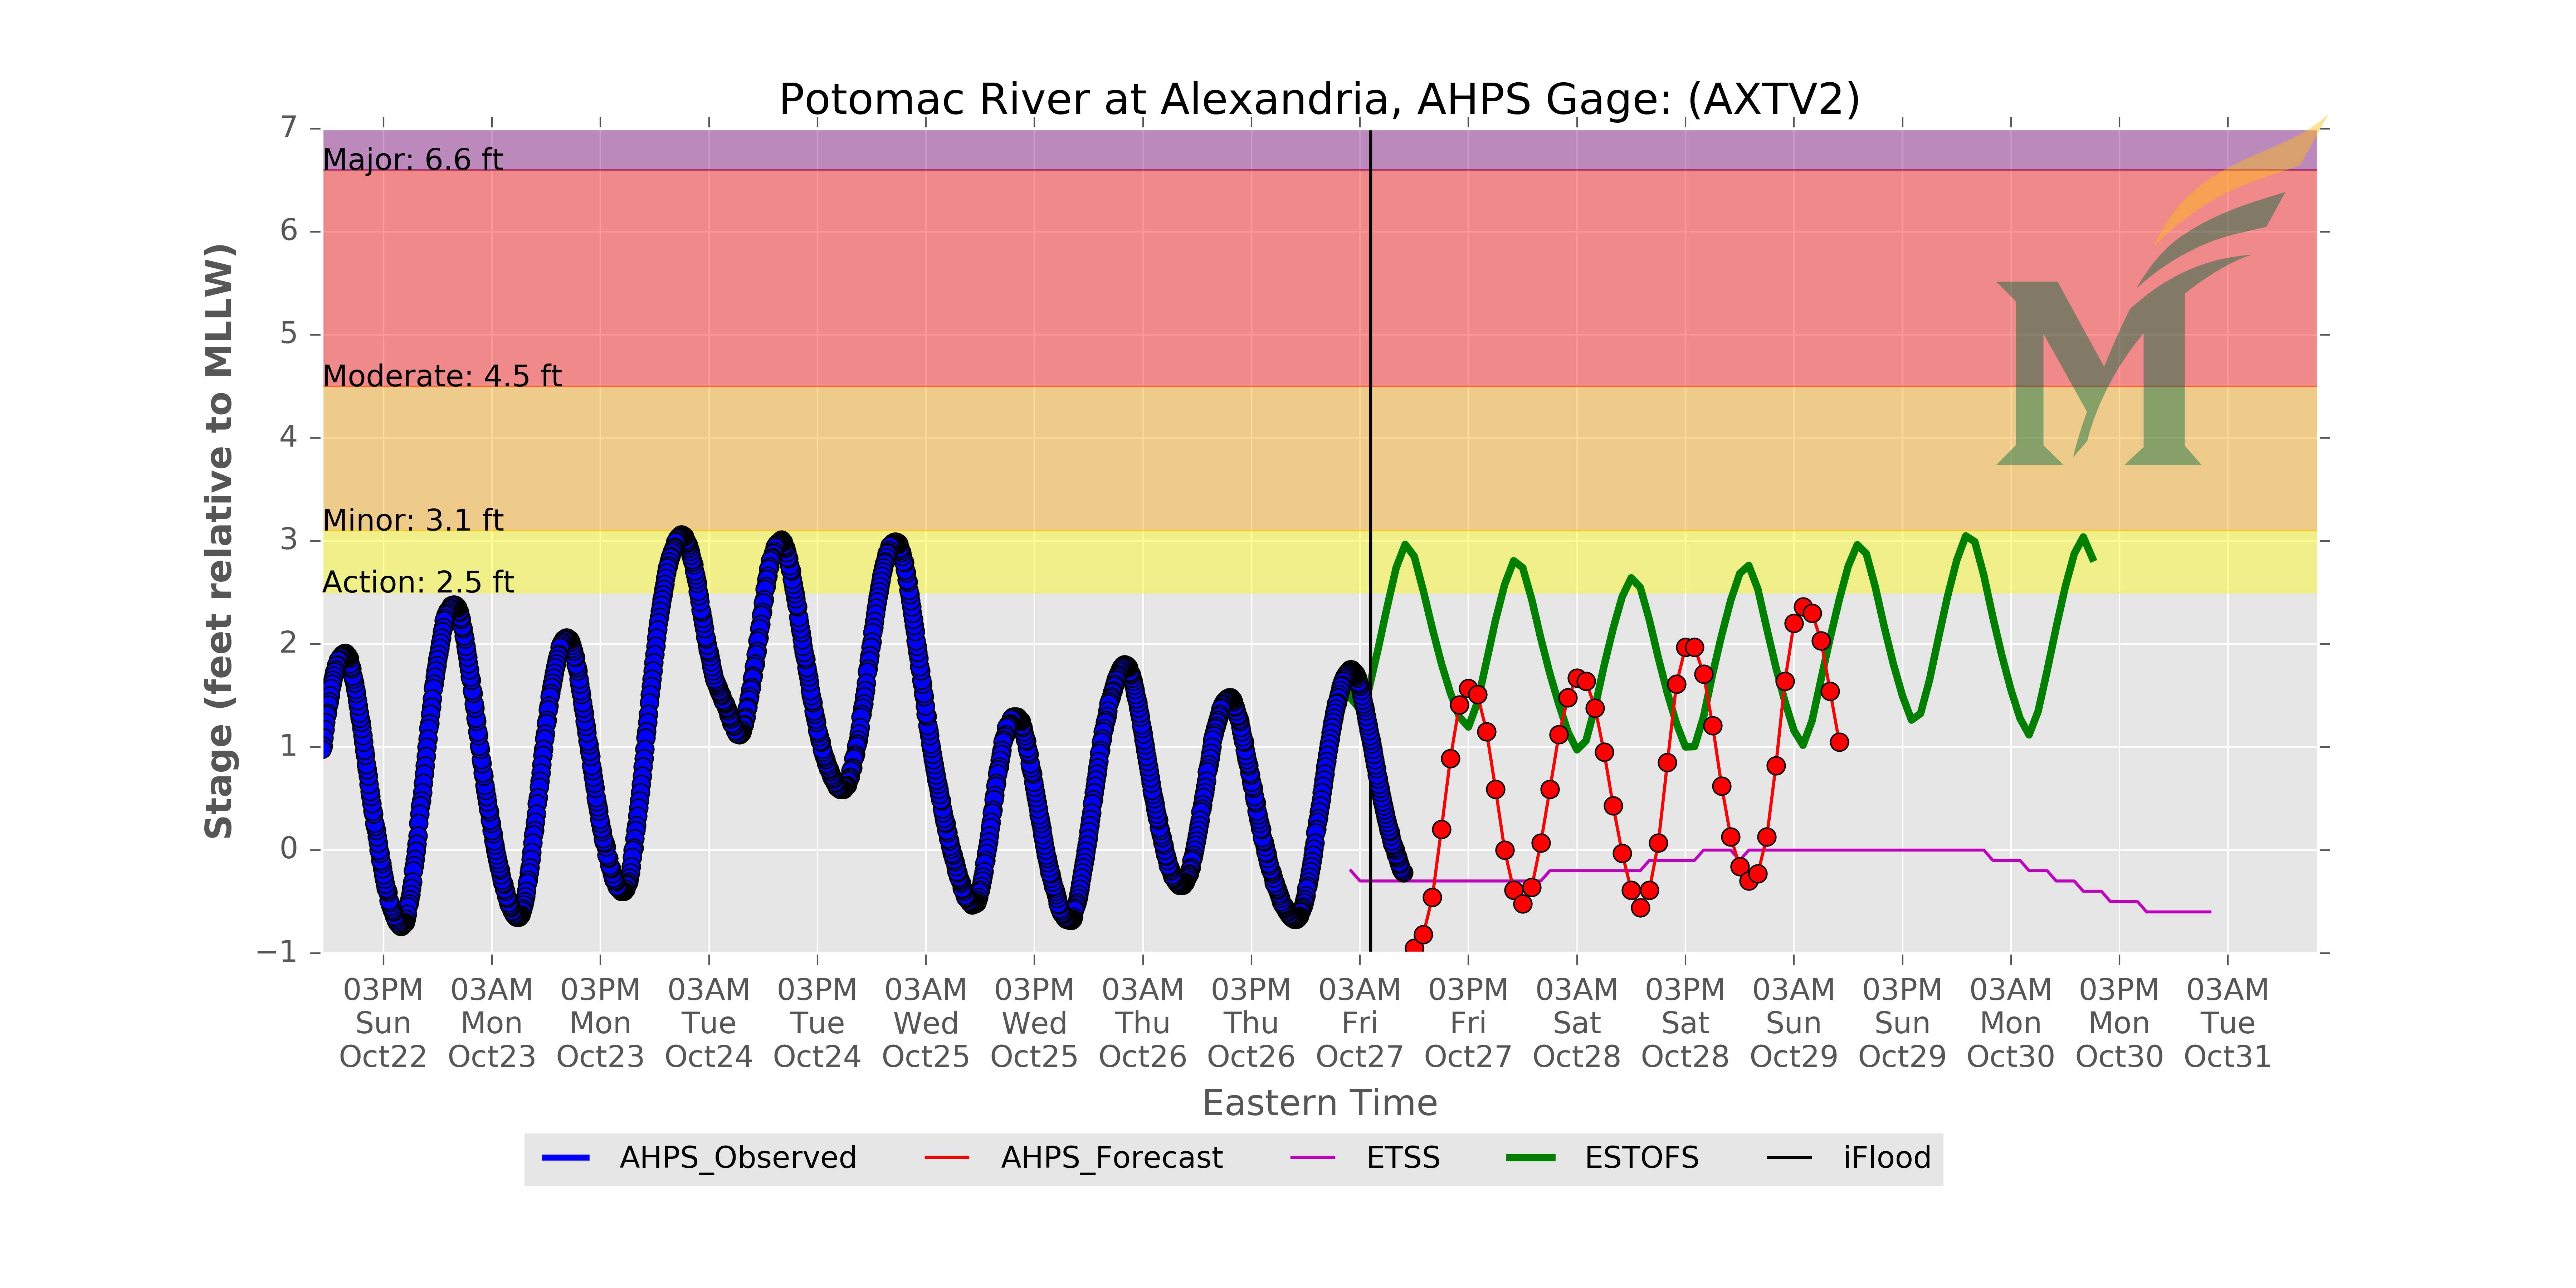 Potomac River at Alexandria, AHPS Gage: (AXTV2)
Stage (feet relative to MLLW)
7
6
5
4
3
2
1
0
−1
Major: 6.6 ft
Moderate: 4.5 ft
Minor: 3.1 ft
Action: 2.5 ft
M
03PM Sun Oct22
03AM Mon Oct23
03PM Mon Oct23
03AM Tue Oct24
03PM Tue Oct24
03AM Wed Oct25
03PM Wed Oct25
03AM Thu Oct26
03PM Thu Oct26
03AM Fri Oct27
03PM Fri Oct27
03AM Sat Oct28
03PM Sat Oct28
03AM Sun Oct29
03PM Sun Oct29
03AM Mon Oct30
03PM Mon Oct30
03AM Tue Oct31
Eastern Time
AHPS_Observed
AHPS_Forecast
ETSS
ESTOFS
iFlood